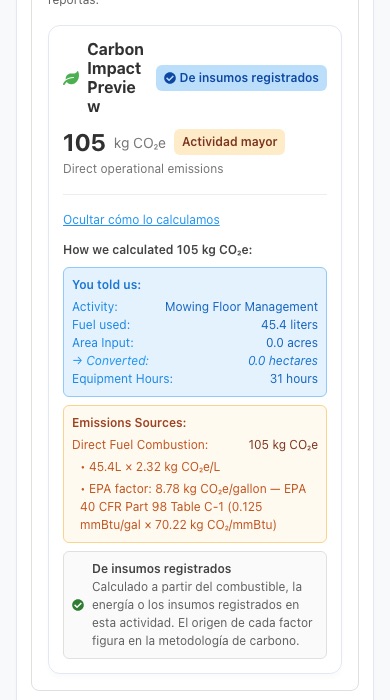 reportas.
Carbon
Impact
Previe
w
De insumos registrados
105 kg CO₂e Actividad mayor
Direct operational emissions
Ocultar cómo lo calculamos
How we calculated 105 kg CO₂e:
You told us:
Activity: Mowing Floor Management
Fuel used: 45.4 liters
Area Input: 0.0 acres
→ Converted: 0.0 hectares
Equipment Hours: 31 hours
Emissions Sources:
Direct Fuel Combustion: 105 kg CO₂e
• 45.4L × 2.32 kg CO₂e/L
• EPA factor: 8.78 kg CO₂e/gallon — EPA
40 CFR Part 98 Table C-1 (0.125
mmBtu/gal × 70.22 kg CO₂/mmBtu)
De insumos registrados
Calculado a partir del combustible, la
energía o los insumos registrados en
esta actividad. El origen de cada factor
figura en la metodología de carbono.